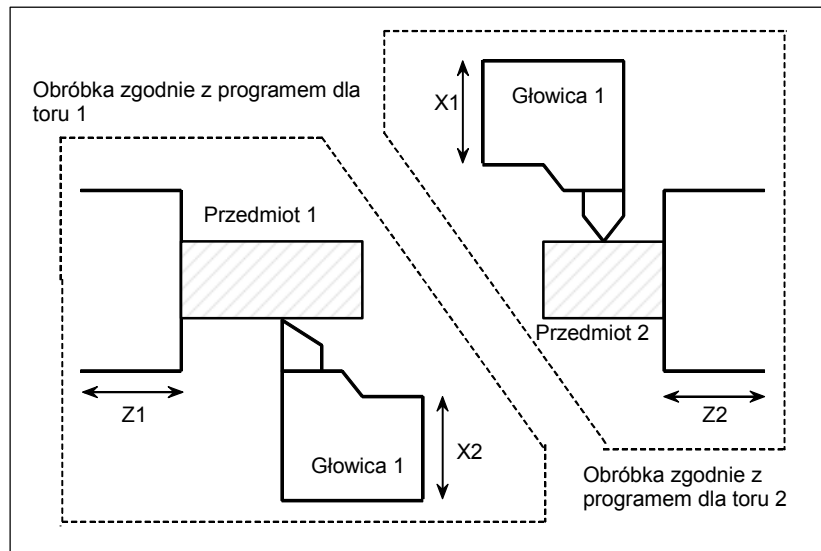 Obróbka zgodnie z programem dla
toru 1
X1
Głowica 1
Przedmiot 1
Przedmiot 2
Z1
Głowica 1
X2
Z2
Obróbka zgodnie z
programem dla toru 2